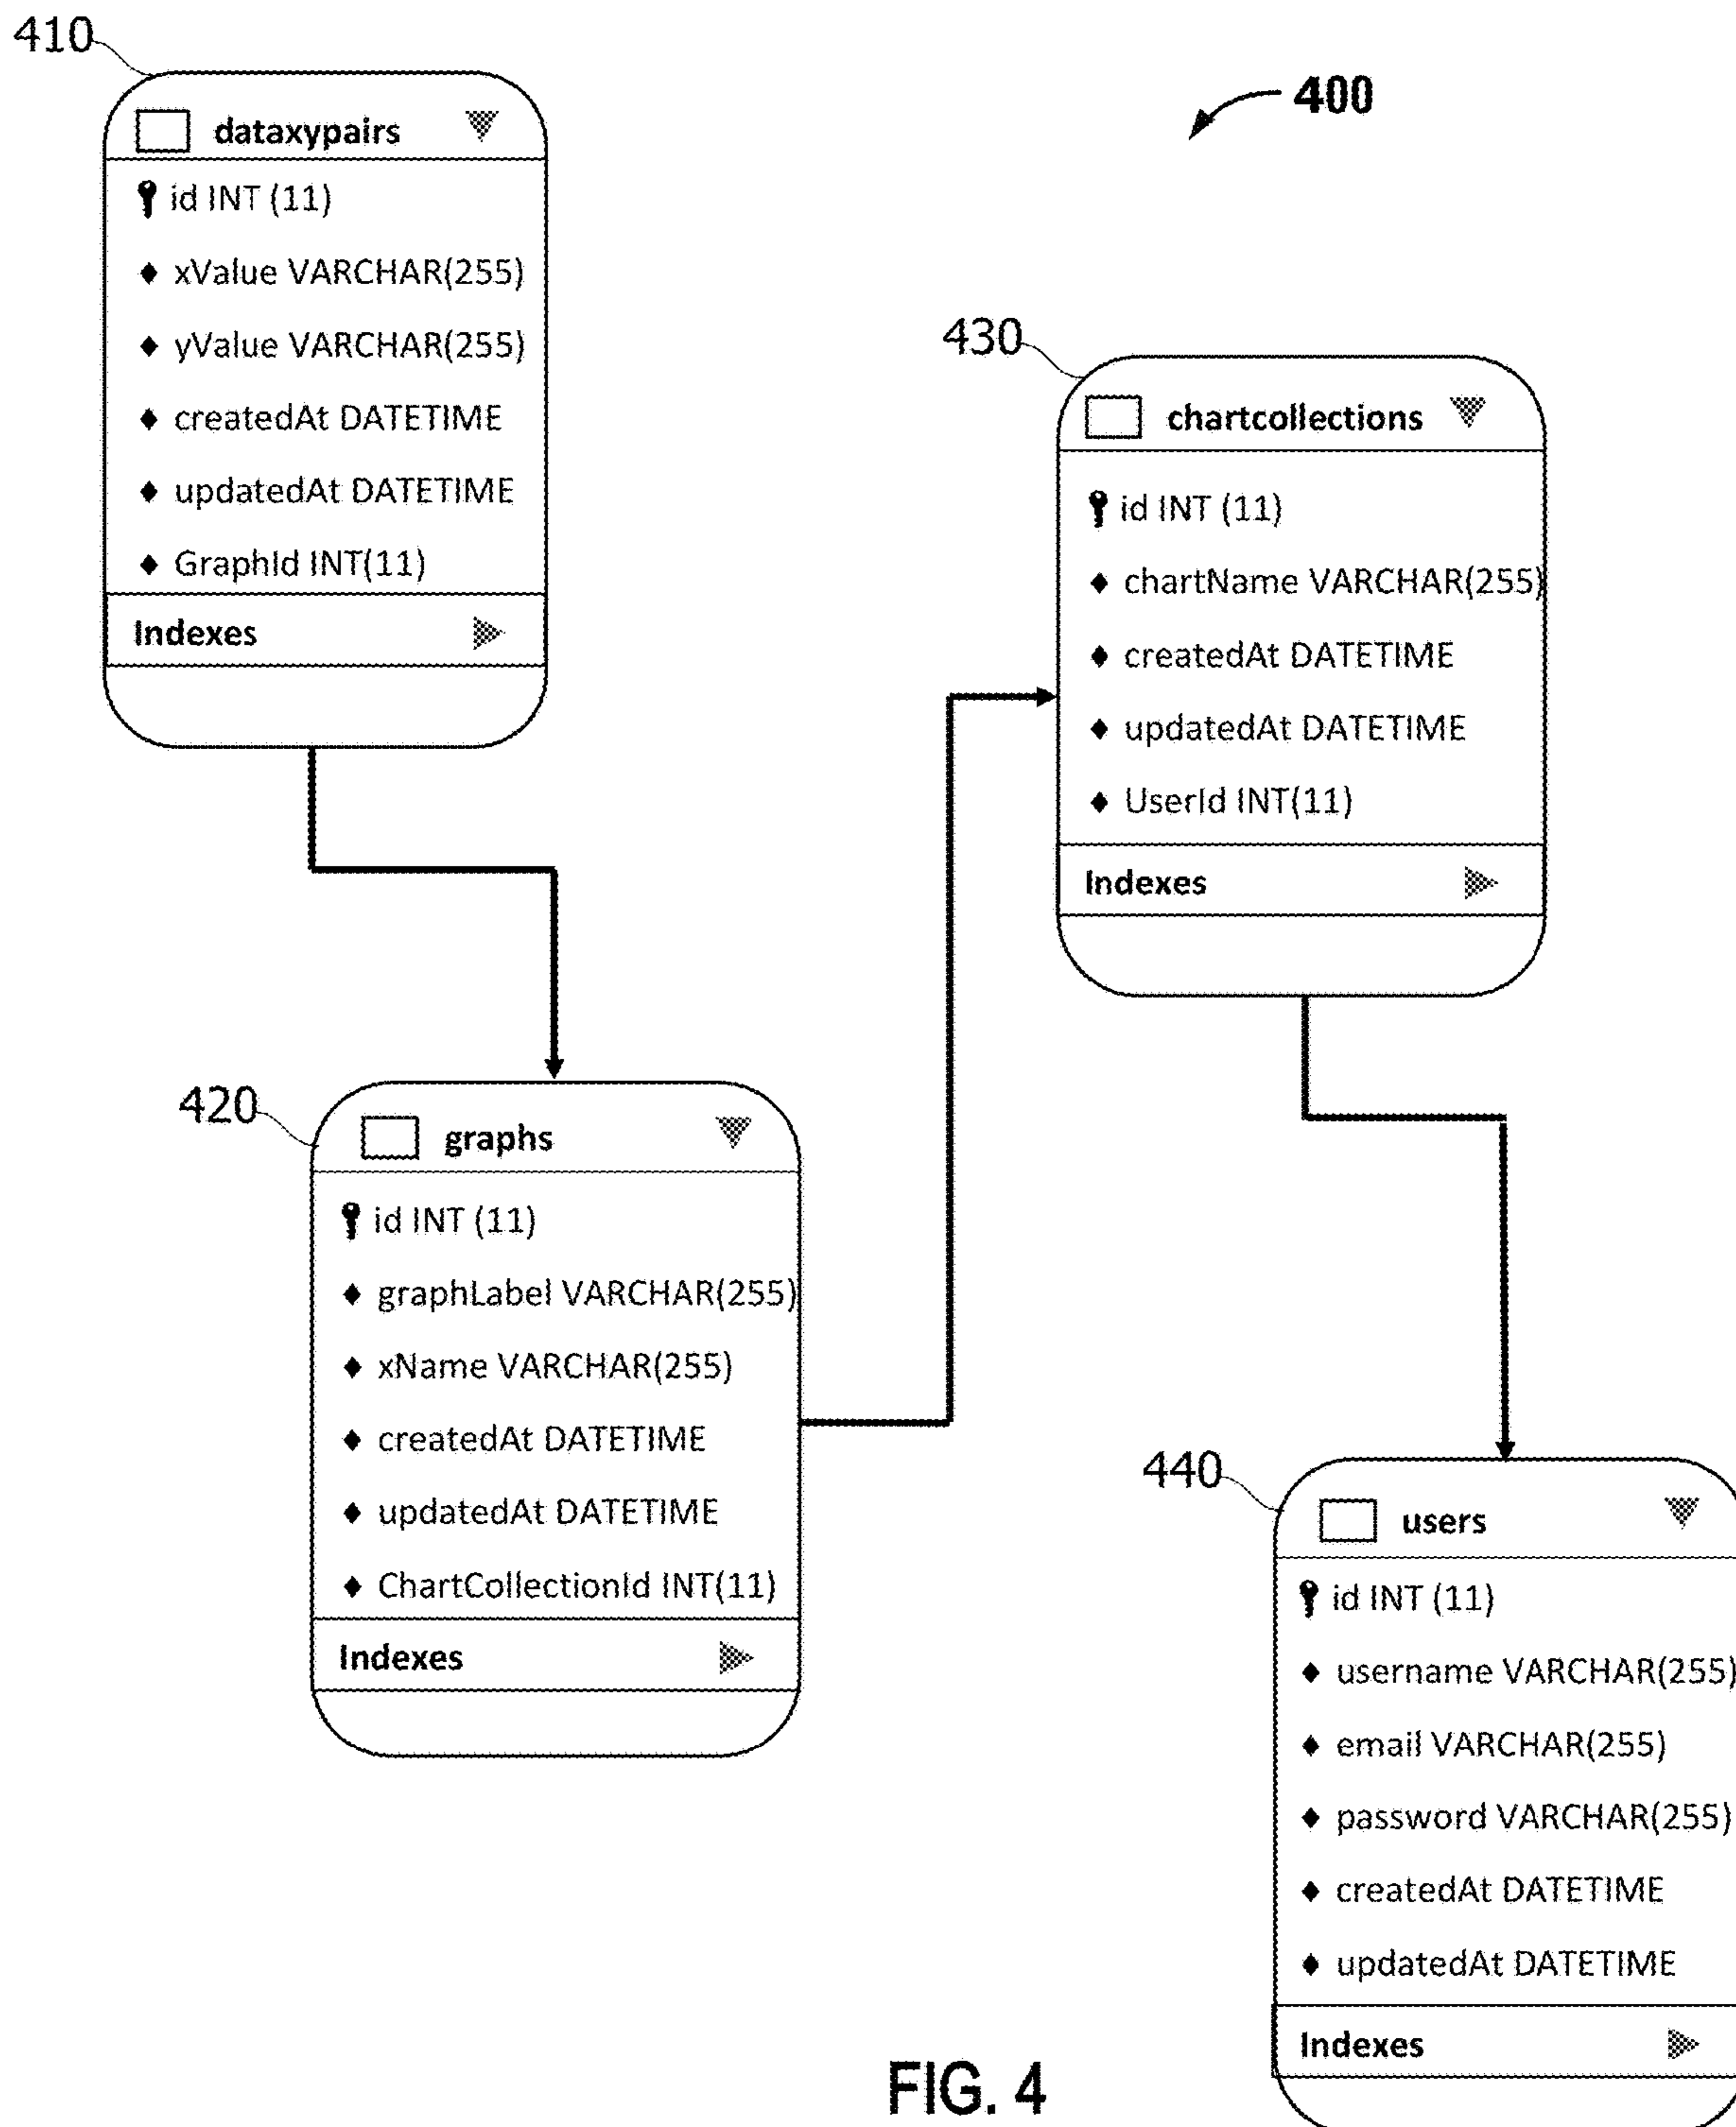 410
dataxypairs
id INT (11)
xValue VARCHAR(255)
yValue VARCHAR(255)
createdAt DATETIME
updatedAt DATETIME
GraphId INT(11)
Indexes
400
430
chartcollections
id INT (11)
chartName VARCHAR(255)
createdAt DATETIME
updatedAt DATETIME
UserId INT(11)
Indexes
420
graphs
id INT (11)
graphLabel VARCHAR(255)
xName VARCHAR(255)
createdAt DATETIME
updatedAt DATETIME
ChartCollectionId INT(11)
Indexes
440
users
id INT (11)
username VARCHAR(255)
email VARCHAR(255)
password VARCHAR(255)
createdAt DATETIME
updatedAt DATETIME
Indexes
FIG. 4